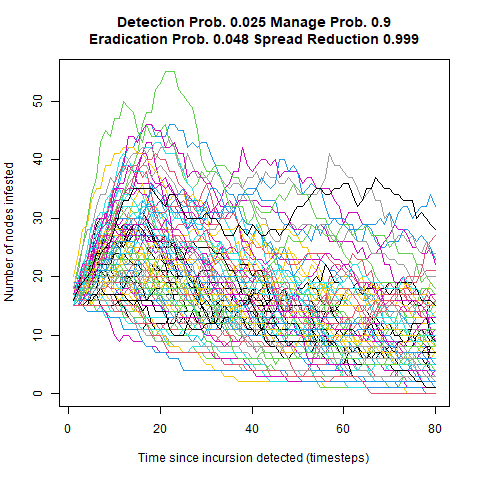 Detection Prob. 0.025 Manage Prob. 0.9
Eradication Prob. 0.048 Spread Reduction 0.999
Number of nodes infested
50
40
30
20
10
0
0 20 40 60 80
Time since incursion detected (timesteps)